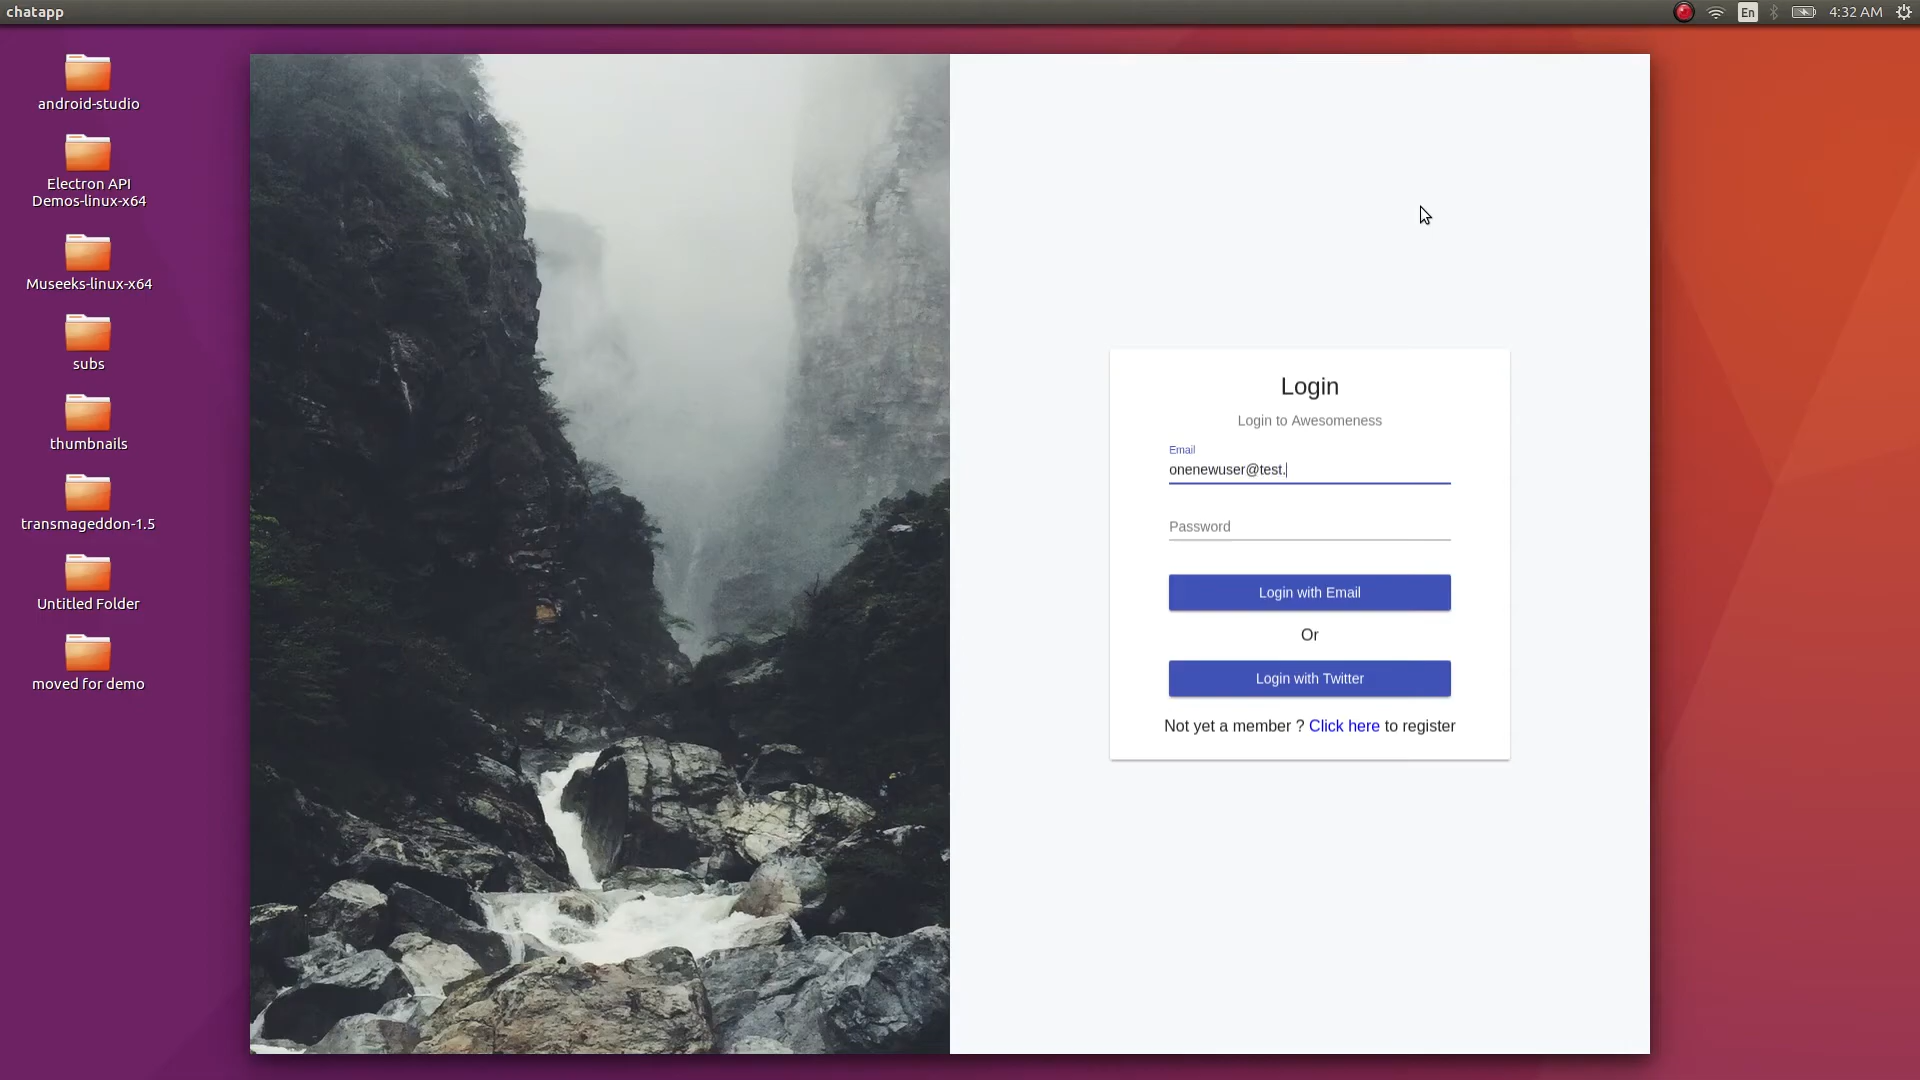 chatapp
En
4:32 AM
android-studio
Electron API
Demos-linux-x64
Museeks-linux-x64
subs
thumbnails
transmageddon-1.5
Untitled Folder
moved for demo
Login
Login to Awesomeness
Email
onenewuser@test.
Password
Login with Email
Or
Login with Twitter
Not yet a member ? Click here to register